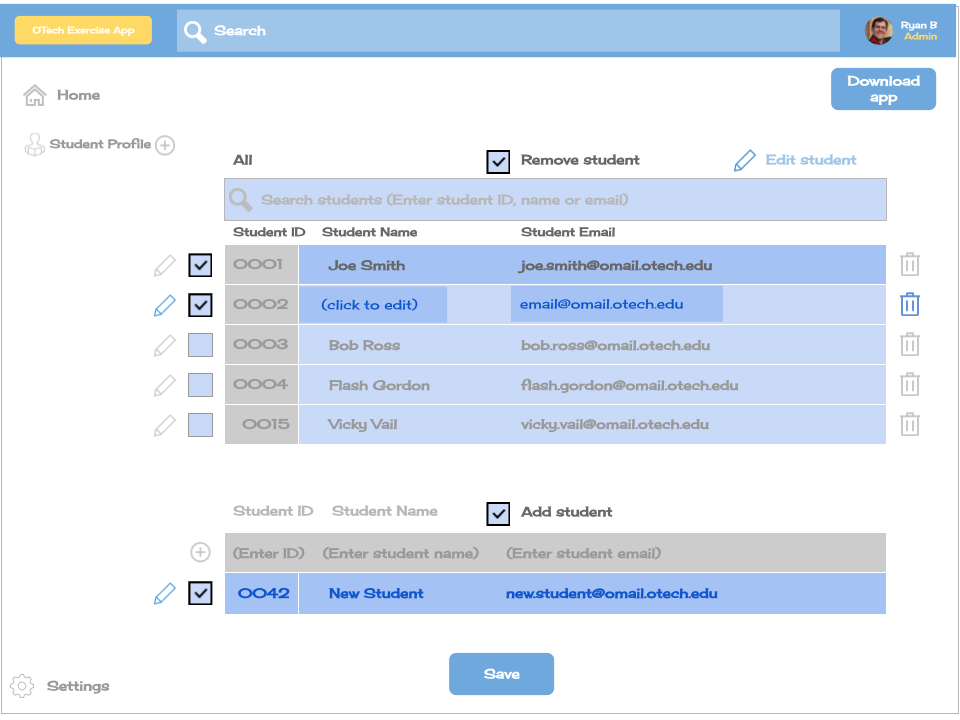 OTech Exercise App
Search
Ryan B
Admin
Home
Download
app
Student Profile
All
Remove student
Edit student
Search students (Enter student ID, name or email)
Student ID Student Name Student Email
0001 Joe Smith joe.smith@omail.otech.edu
0002 (click to edit) email@omail.otech.edu
0003 Bob Ross bob.ross@omail.otech.edu
0004 Flash Gordon flash.gordon@omail.otech.edu
0015 Vicky Vail vicky.vail@omail.otech.edu
Student ID Student Name Add student
(Enter ID) (Enter student name) (Enter student email)
0042 New Student new.student@omail.otech.edu
Save
Settings